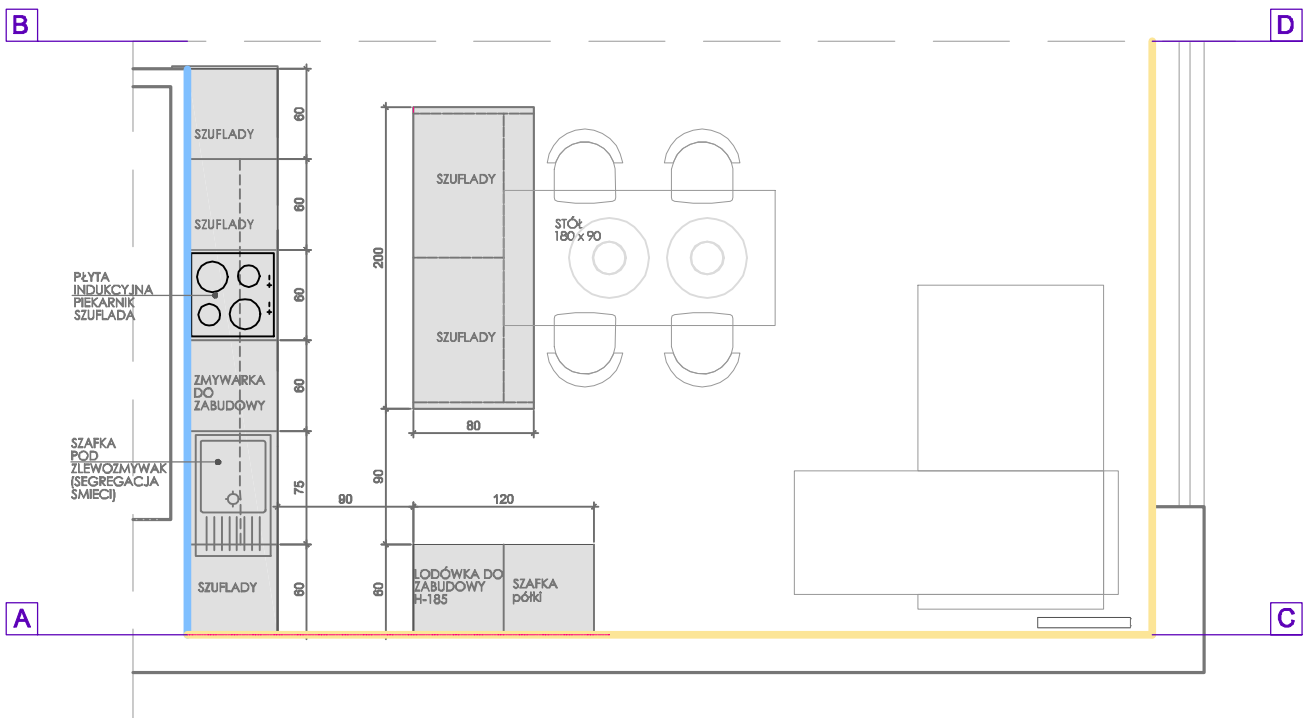 B
D
60
SZUFLADY
SZUFLADY
60
SZUFLADY
STÓŁ
180 x 90
200
PŁYTA
INDUKCYJNA
PIEKARNIK
SZUFLADA
60
SZUFLADY
ZMYWARKA
DO
ZABUDOWY
60
80
SZAFKA
POD
ZLEWOZMYWAK
(SEGREGACJA
ŚMIECI)
75
90
90
120
SZUFLADY
60
60
LODÓWKA DO
ZABUDOWY
H-185
SZAFKA
półki
A
C